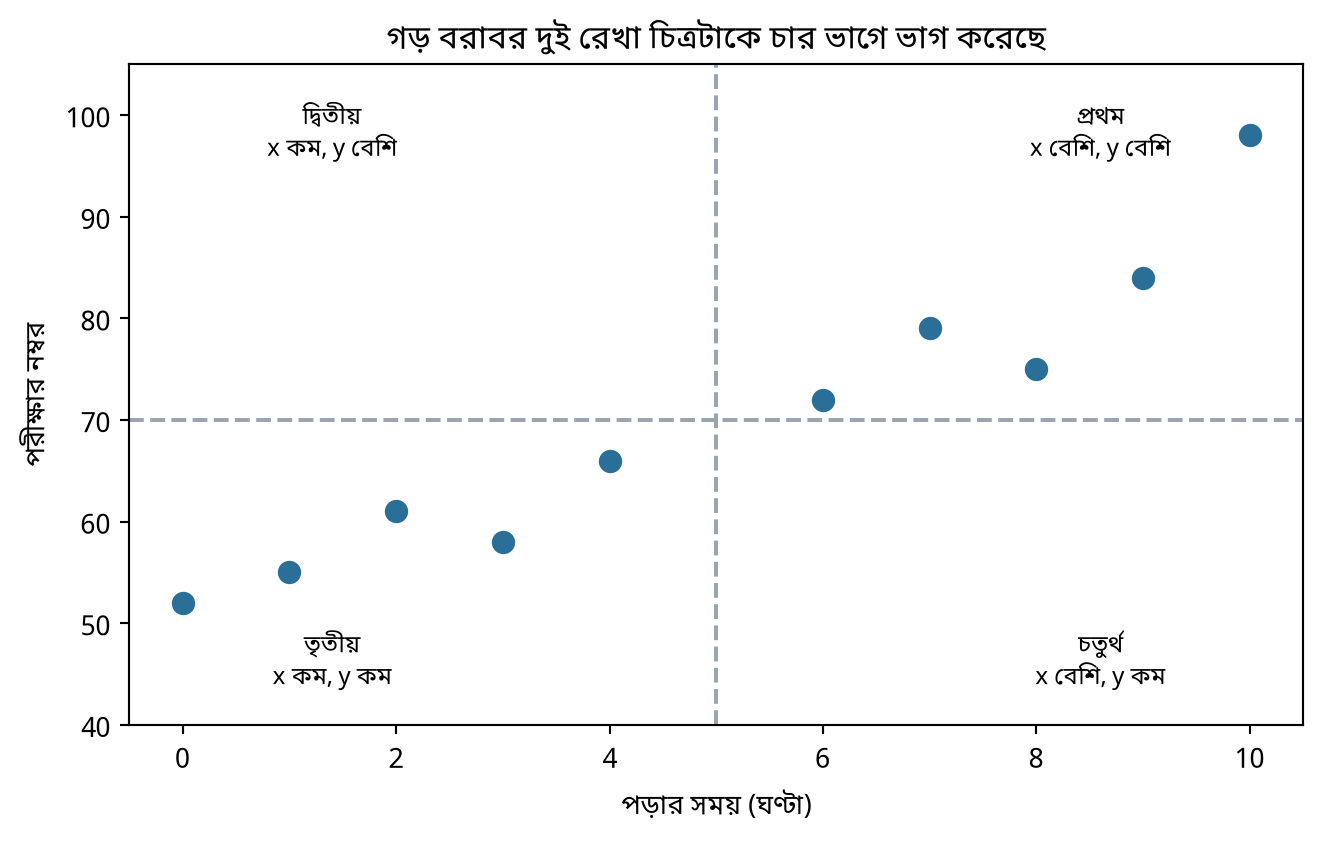 গড় বরাবর দুই রেখা চিত্রটাকে চার ভাগে ভাগ করেছে
দ্বিতীয়
x কম, y বেশি
প্রথম
x বেশি, y বেশি
তৃতীয়
x কম, y কম
চতুর্থ
x বেশি, y কম
পরীক্ষার নম্বর
100
90
80
70
60
50
40
0 2 4 6 8 10
পড়ার সময় (ঘণ্টা)